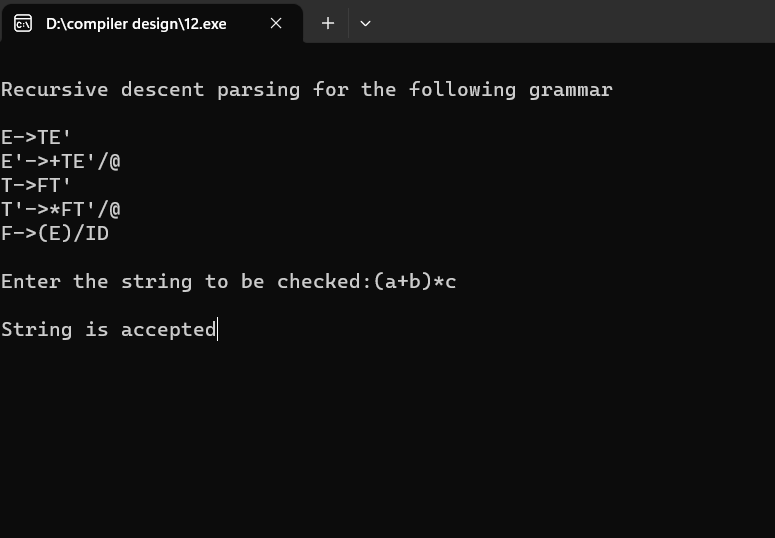 D:\compiler design\12.exe
Recursive descent parsing for the following grammar
E->TE'
E'->+TE'/@
T->FT'
T'->*FT'/@
F->(E)/ID
Enter the string to be checked:(a+b)*c
String is accepted